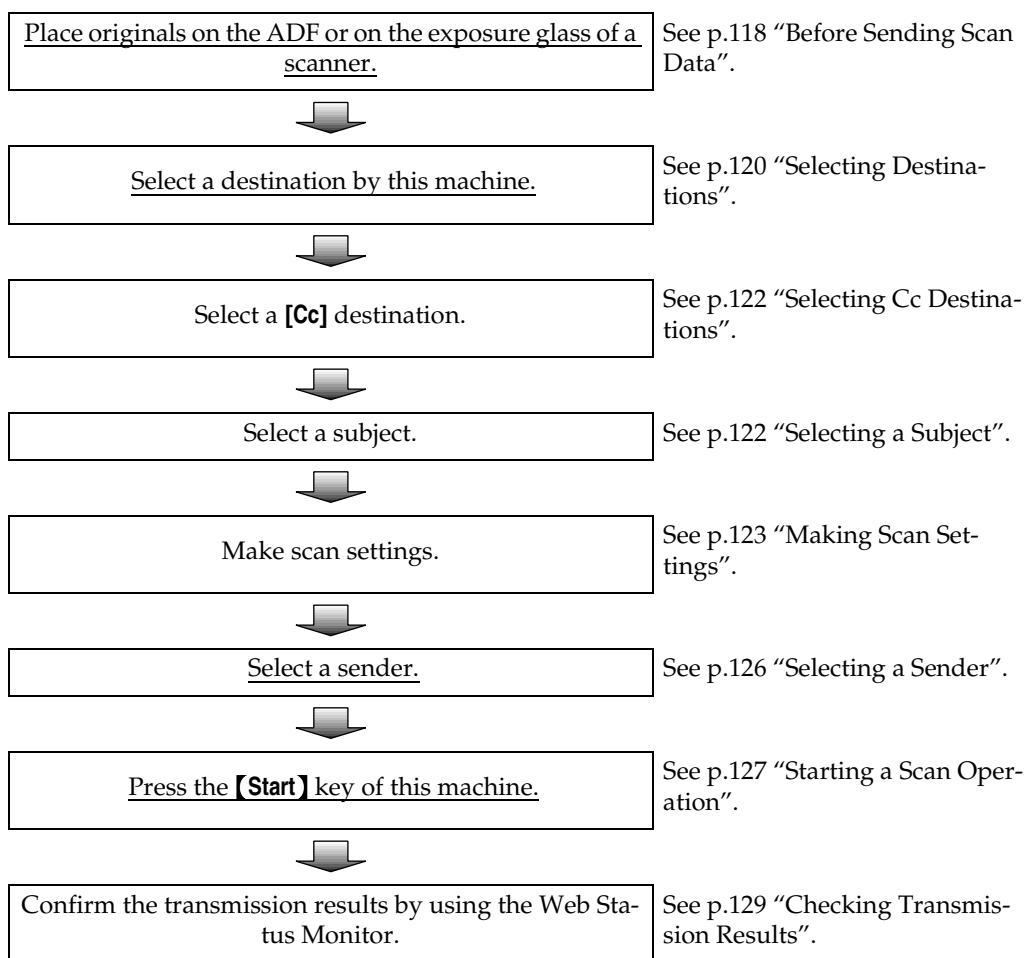 Place originals on the ADF or on the exposure glass of a
scanner.
See p.118 “Before Sending Scan
Data”.
Select a destination by this machine.
See p.120 “Selecting Destina-
tions”.
Select a [Cc] destination.
See p.122 “Selecting Cc Destina-
tions”.
Select a subject.
See p.122 “Selecting a Subject”.
Make scan settings.
See p.123 “Making Scan Set-
tings”.
Select a sender.
See p.126 “Selecting a Sender”.
Press the 【Start】 key of this machine.
See p.127 “Starting a Scan Oper-
ation”.
Confirm the transmission results by using the Web Sta-
tus Monitor.
See p.129 “Checking Transmis-
sion Results”.